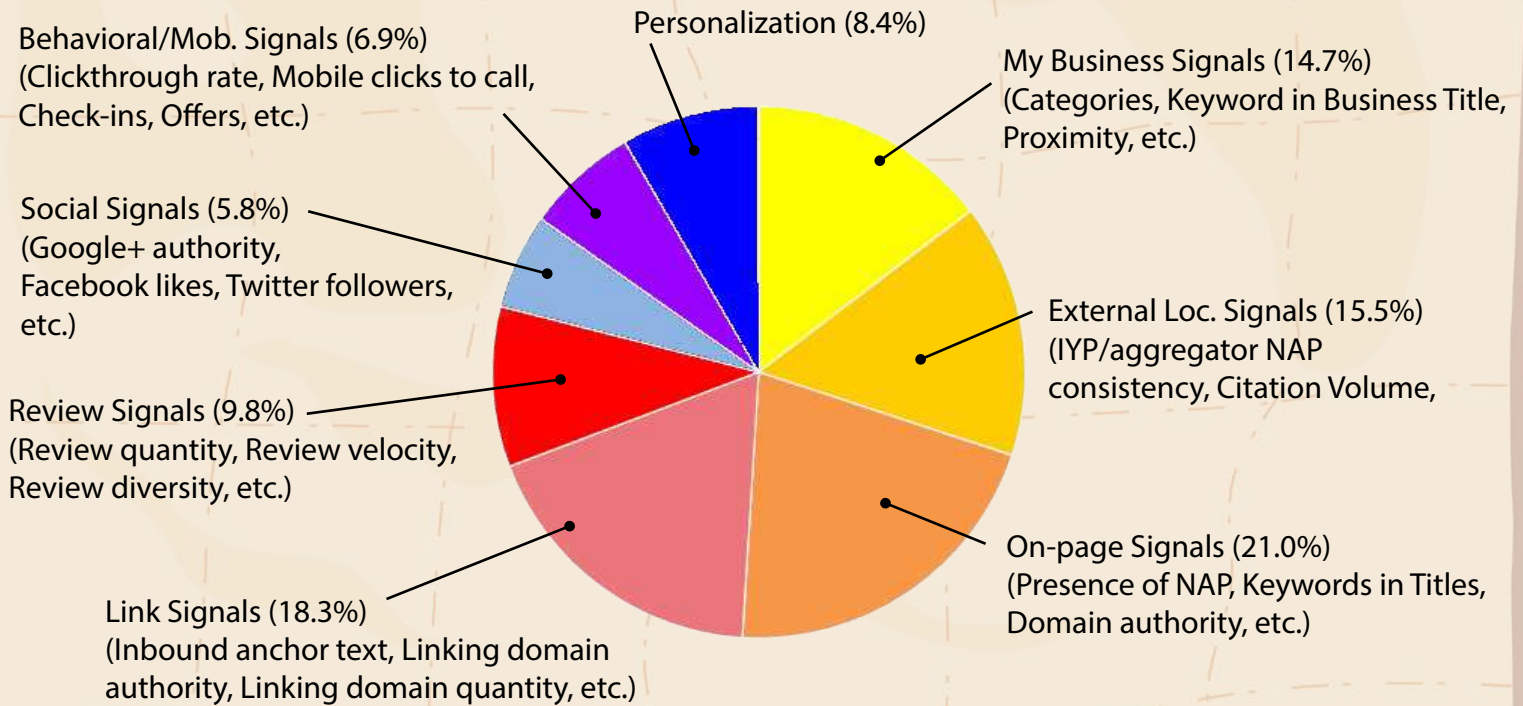 Personalization (8.4%)
My Business Signals (14.7%)
(Categories, Keyword in Business Title,
Proximity, etc.)
External Loc. Signals (15.5%)
(IYP/aggregator NAP
consistency, Citation Volume,
On-page Signals (21.0%)
(Presence of NAP, Keywords in Titles,
Domain authority, etc.)
Link Signals (18.3%)
(Inbound anchor text, Linking domain
authority, Linking domain quantity, etc.)
Review Signals (9.8%)
(Review quantity, Review velocity,
Review diversity, etc.)
Social Signals (5.8%)
(Google+ authority,
Facebook likes, Twitter followers,
etc.)
Behavioral/Mob. Signals (6.9%)
(Clickthrough rate, Mobile clicks to call,
Check-ins, Offers, etc.)